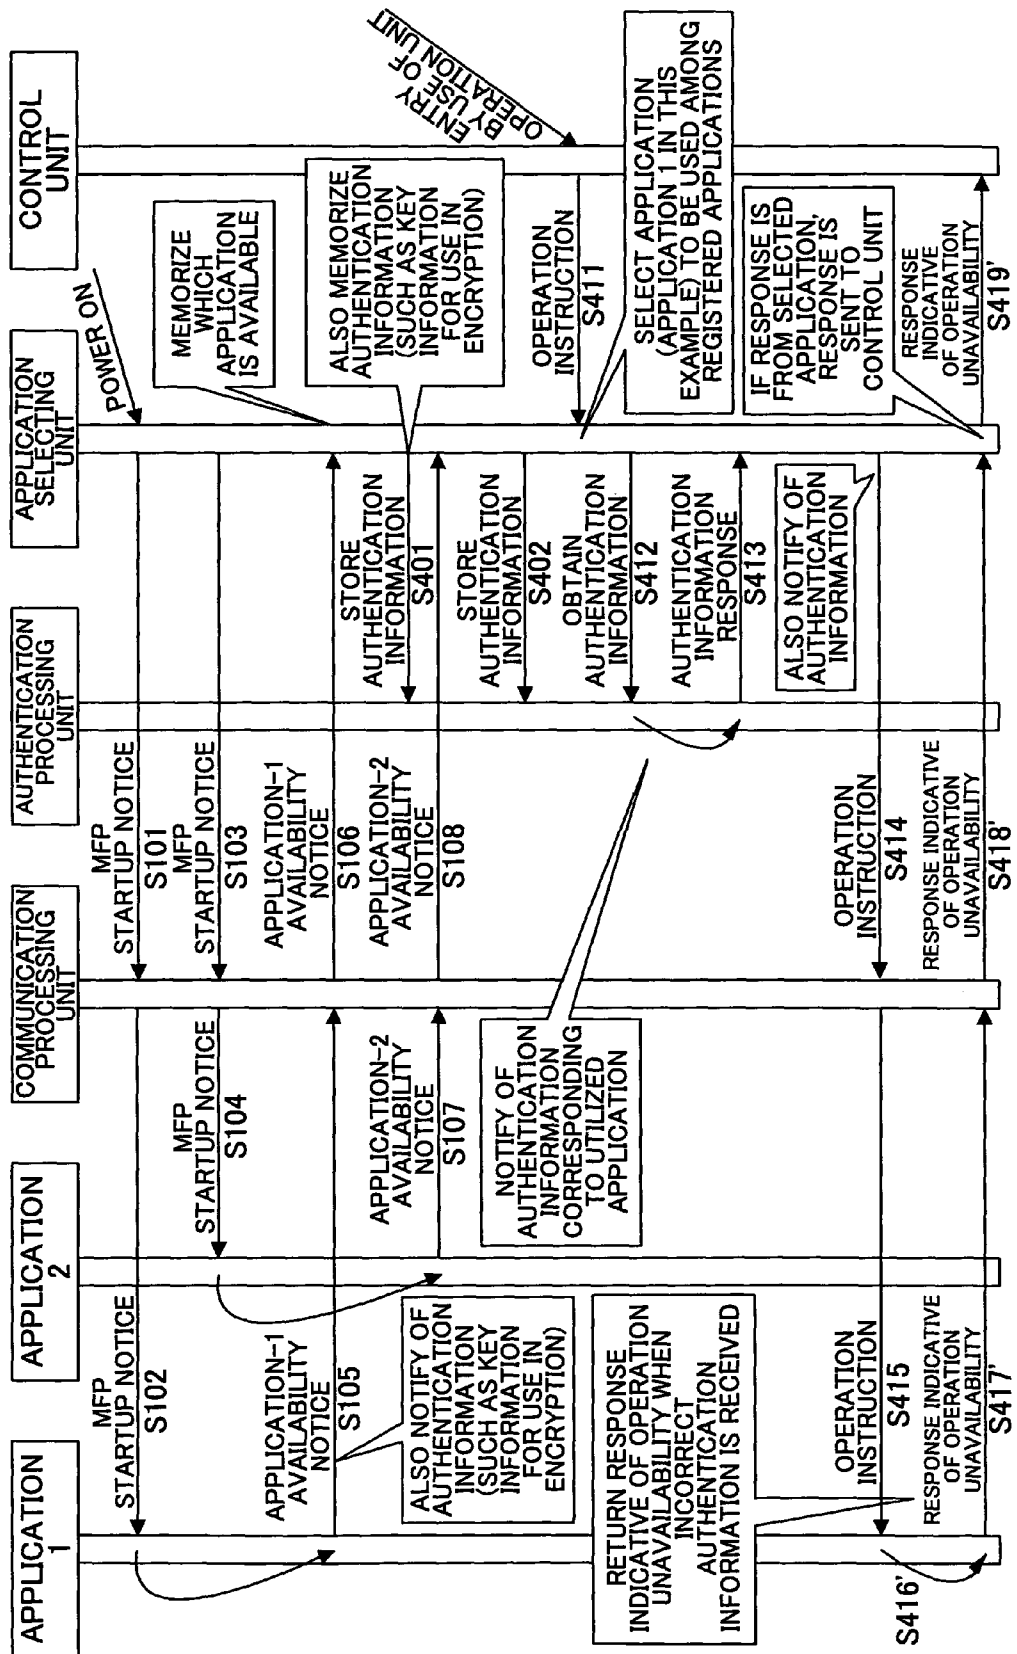 APPLICATION
1
APPLICATION
2
COMMUNICATION
PROCESSING
UNIT
AUTHENTICATION
PROCESSING
UNIT
APPLICATION
SELECTING
UNIT
CONTROL
UNIT
POWER ON
MFP
STARTUP NOTICE
S101
MFP
STARTUP NOTICE
S102
MFP
STARTUP NOTICE
S103
MFP
STARTUP NOTICE
S104
APPLICATION-1
AVAILABILITY
NOTICE
S105
ALSO NOTIFY OF
AUTHENTICATION
INFORMATION
(SUCH AS KEY
INFORMATION
FOR USE IN
ENCRYPTION)
APPLICATION-1
AVAILABILITY
NOTICE
S106
MEMORIZE
WHICH
APPLICATION
IS AVAILABLE
STORE
AUTHENTICATION
INFORMATION
S401
ALSO MEMORIZE
AUTHENTICATION
INFORMATION
(SUCH AS KEY
INFORMATION
FOR USE IN
ENCRYPTION)
APPLICATION-2
AVAILABILITY
NOTICE
S107
APPLICATION-2
AVAILABILITY
NOTICE
S108
STORE
AUTHENTICATION
INFORMATION
S402
ENTRY
BY USE OF
OPERATION UNIT
OPERATION
INSTRUCTION
S411
SELECT APPLICATION
(APPLICATION 1 IN THIS
EXAMPLE) TO BE USED AMONG
REGISTERED APPLICATIONS
OBTAIN
AUTHENTICATION
INFORMATION
S412
NOTIFY OF
AUTHENTICATION
INFORMATION
CORRESPONDING
TO UTILIZED
APPLICATION
AUTHENTICATION
INFORMATION
RESPONSE
S413
ALSO NOTIFY OF
AUTHENTICATION
INFORMATION
OPERATION
INSTRUCTION
S414
OPERATION
INSTRUCTION
S415
S416'
RETURN RESPONSE
INDICATIVE OF OPERATION
UNAVAILABILITY WHEN
INCORRECT
AUTHENTICATION
INFORMATION IS RECEIVED
RESPONSE INDICATIVE
OF OPERATION
UNAVAILABILITY
S417'
RESPONSE INDICATIVE
OF OPERATION
UNAVAILABILITY
S418'
IF RESPONSE IS
FROM SELECTED
APPLICATION,
RESPONSE IS
SENT TO
CONTROL UNIT
RESPONSE
INDICATIVE
OF OPERATION
UNAVAILABILITY
S419'